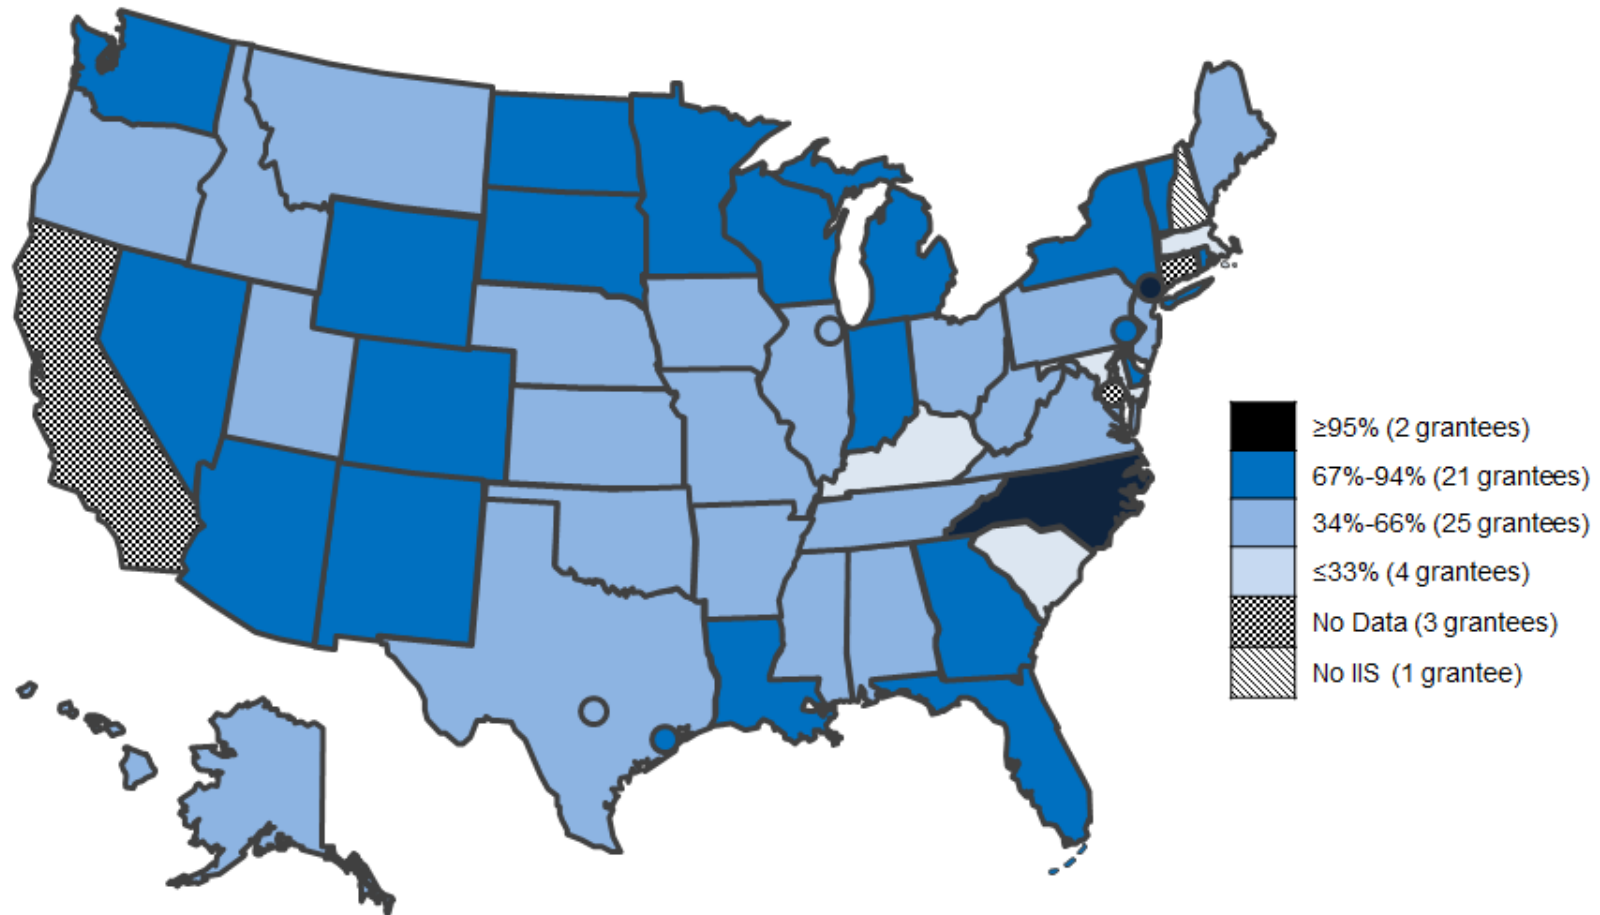 ≥95% (2 grantees)
67%-94% (21 grantees)
34%-66% (25 grantees)
≤33% (4 grantees)
No Data (3 grantees)
No IIS (1 grantee)